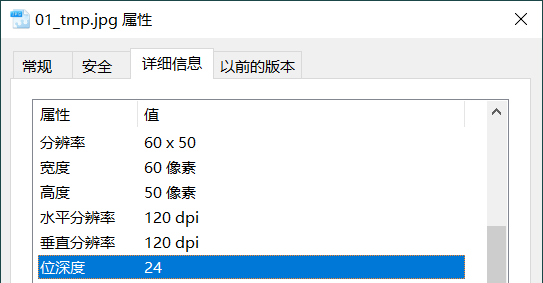 01_tmp.jpg 属性
常规 安全 详细信息 以前的版本
属性 值
分辨率 60 x 50
宽度 60 像素
高度 50 像素
水平分辨率 120 dpi
垂直分辨率 120 dpi
位深度 24